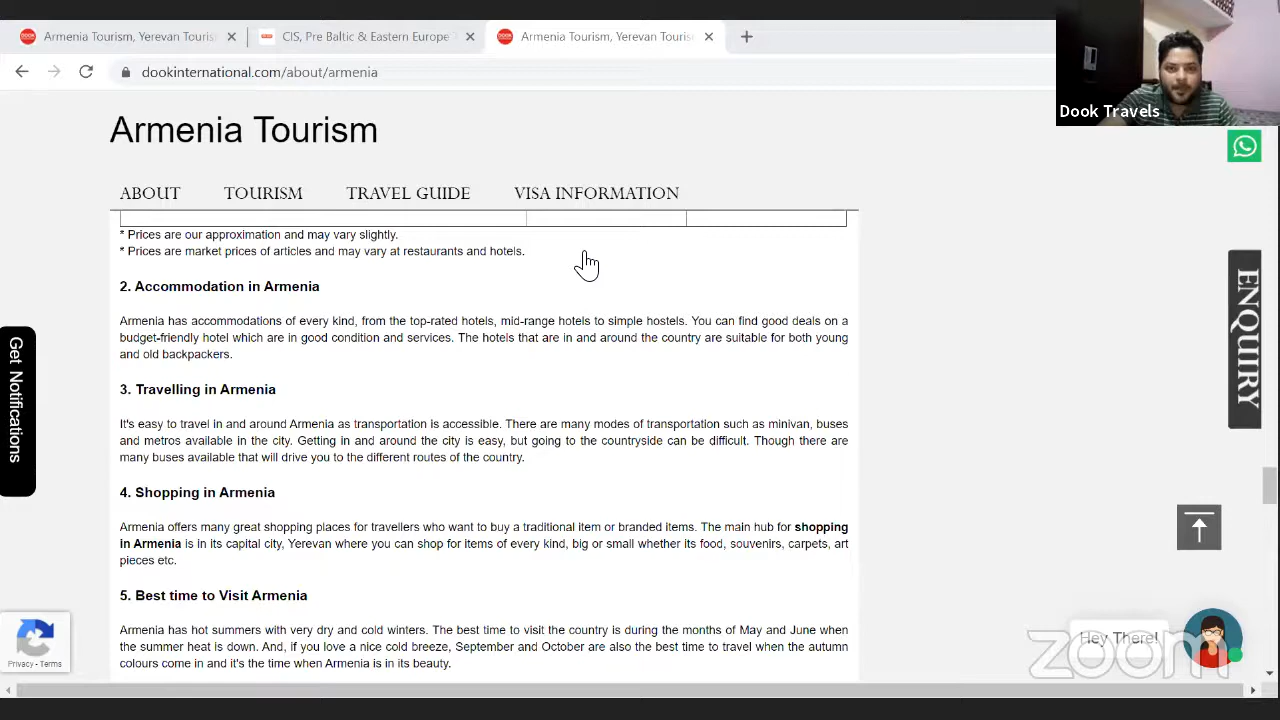 Armenia Tourism, Yerevan Touris
CIS, Pre Baltic & Eastern Europe T
Armenia Tourism, Yerevan Touris
dookinternational.com/about/armenia
Dook Travels
Armenia Tourism
ABOUT TOURISM TRAVEL GUIDE VISA INFORMATION
* Prices are our approximation and may vary slightly.
* Prices are market prices of articles and may vary at restaurants and hotels.
2. Accommodation in Armenia
Armenia has accommodations of every kind, from the top-rated hotels, mid-range hotels to simple hostels. You can find good deals on a
budget-friendly hotel which are in good condition and services. The hotels that are in and around the country are suitable for both young
and old backpackers.
3. Travelling in Armenia
It's easy to travel in and around Armenia as transportation is accessible. There are many modes of transportation such as minivan, buses
and metros available in the city. Getting in and around the city is easy, but going to the countryside can be difficult. Though there are
many buses available that will drive you to the different routes of the country.
4. Shopping in Armenia
Armenia offers many great shopping places for travellers who want to buy a traditional item or branded items. The main hub for shopping
in Armenia is in its capital city, Yerevan where you can shop for items of every kind, big or small whether its food, souvenirs, carpets, art
pieces etc.
5. Best time to Visit Armenia
Armenia has hot summers with very dry and cold winters. The best time to visit the country is during the months of May and June when
the summer heat is down. And, if you love a nice cold breeze, September and October are also the best time to travel when the autumn
colours come in and it's the time when Armenia is in its beauty.
Get Notifications
ENQUIRY
Privacy - Terms
Hey There!
zoom